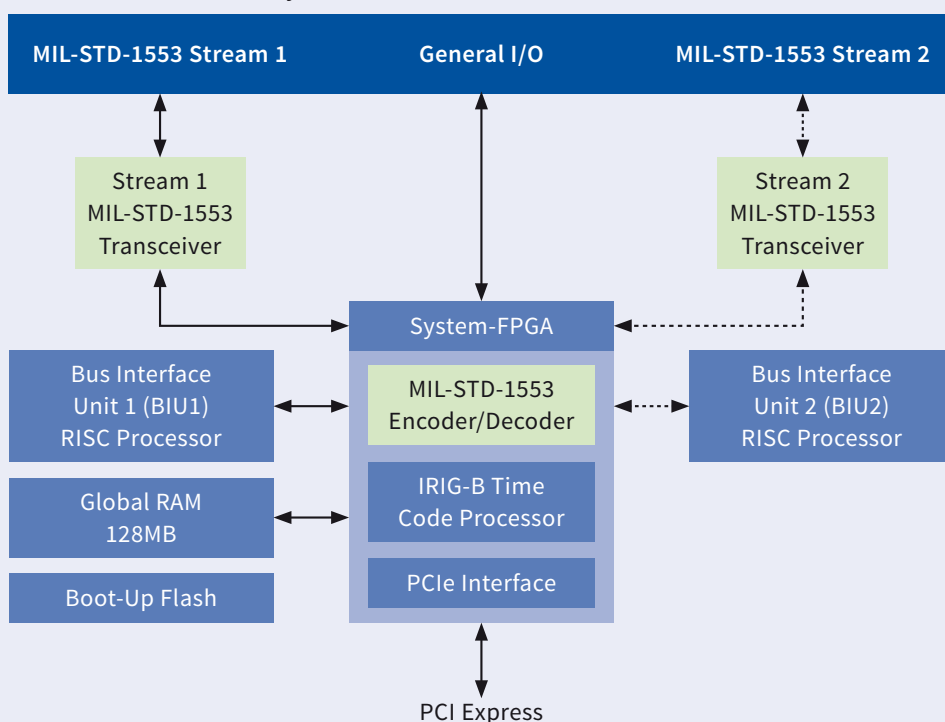 MIL-STD-1553 Stream 1
General I/O
MIL-STD-1553 Stream 2
Stream 1
MIL-STD-1553
Transceiver
Stream 2
MIL-STD-1553
Transceiver
System-FPGA
Bus Interface
Unit 1 (BIU1)
RISC Processor
MIL-STD-1553
Encoder/Decoder
Bus Interface
Unit 2 (BIU2)
RISC Processor
Global RAM
128MB
IRIG-B Time
Code Processor
Boot-Up Flash
PCIe Interface
PCI Express